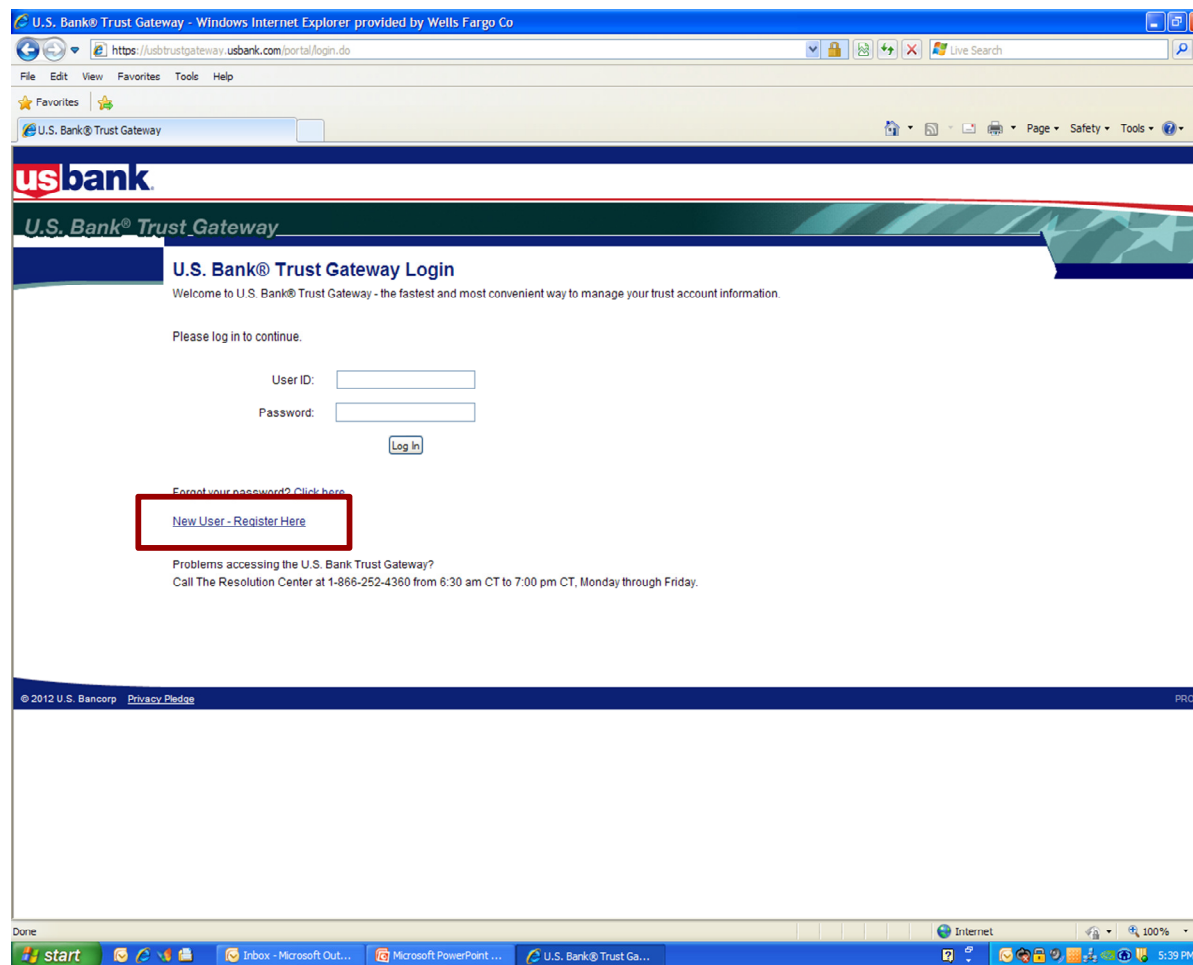 U.S. Bank® Trust Gateway - Windows Internet Explorer provided by Wells Fargo Co
https://usbtrustgateway.usbank.com/portal/login.do
Live Search
File Edit View Favorites Tools Help
Favorites
U.S. Bank® Trust Gateway
Page Safety Tools
usbank.
U.S. Bank® Trust Gateway
U.S. Bank® Trust Gateway Login
Welcome to U.S. Bank® Trust Gateway - the fastest and most convenient way to manage your trust account information.
Please log in to continue.
User ID:
Password:
Log In
Forgot your password? Click here
New User - Register Here
Problems accessing the U.S. Bank Trust Gateway?
Call The Resolution Center at 1-866-252-4360 from 6:30 am CT to 7:00 pm CT, Monday through Friday.
© 2012 U.S. Bancorp Privacy Pledge
PRO
Done
Internet
100%
start
Inbox - Microsoft Out...
Microsoft PowerPoint ...
U.S. Bank® Trust Ga...
5:39 PM